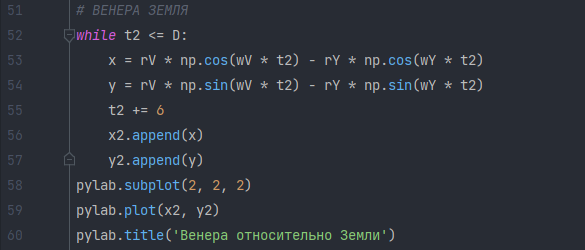 51 # ВЕНЕРА ЗЕМЛЯ
52 while t2 <= D:
53 x = rV * np.cos(wV * t2) - rY * np.cos(wY * t2)
54 y = rV * np.sin(wV * t2) - rY * np.sin(wY * t2)
55 t2 += 6
56 x2.append(x)
57 y2.append(y)
58 pylab.subplot(2, 2, 2)
59 pylab.plot(x2, y2)
60 pylab.title('Венера относительно Земли')